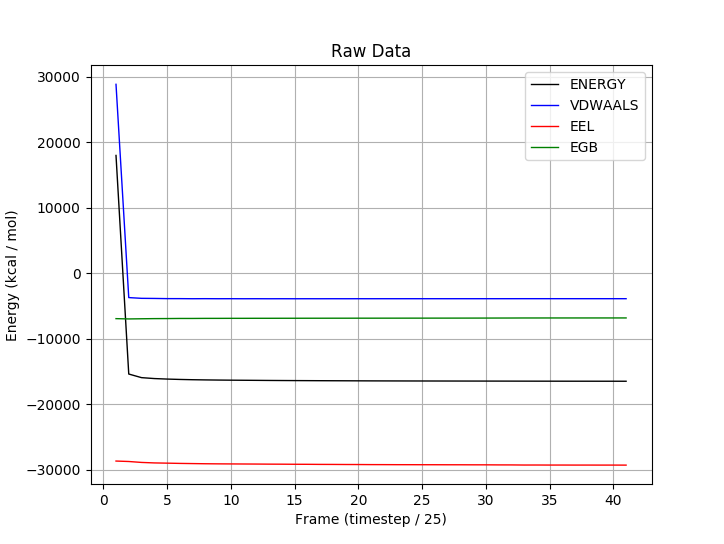 Raw Data
ENERGY
VDWAALS
EEL
EGB
Energy (kcal / mol)
30000
20000
10000
0
−10000
−20000
−30000
0 5 10 15 20 25 30 35 40
Frame (timestep / 25)